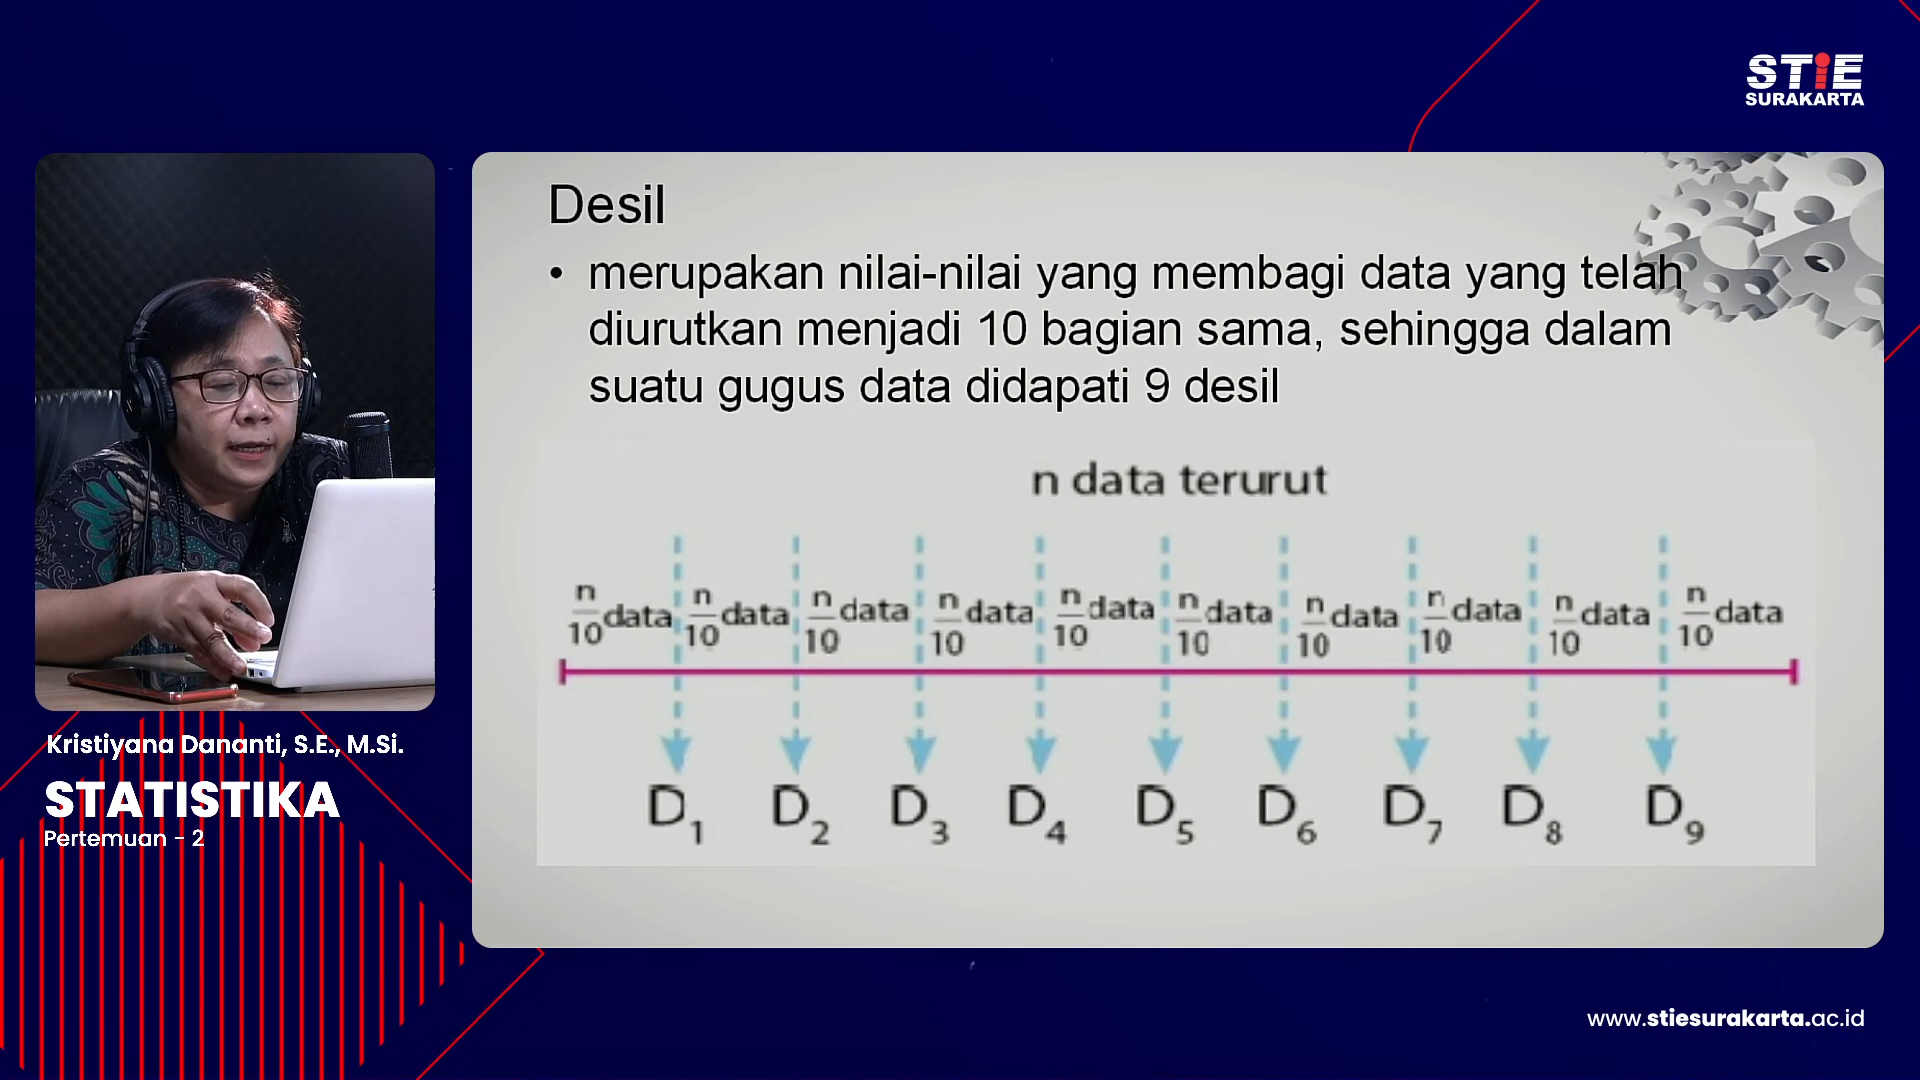 STiE
SURAKARTA
Desil
• merupakan nilai-nilai yang membagi data yang telah
diurutkan menjadi 10 bagian sama, sehingga dalam
suatu gugus data didapati 9 desil
n data terurut
n/10 data n/10 data n/10 data n/10 data n/10 data n/10 data n/10 data n/10 data n/10 data n/10 data
D1 D2 D3 D4 D5 D6 D7 D8 D9
Kristiyana Dananti, S.E., M.Si.
STATISTIKA
Pertemuan - 2
www.stiesurakarta.ac.id